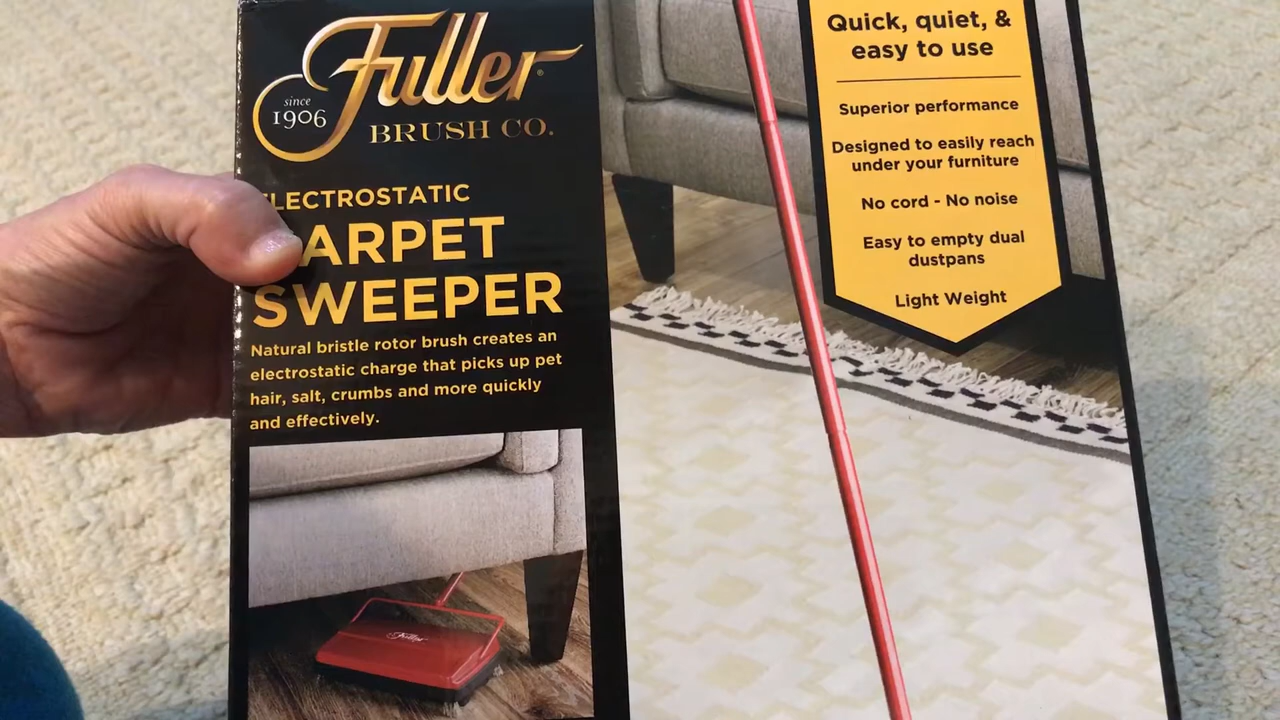 Fuller
since
1906
BRUSH CO.
LECTROSTATIC
ARPET
SWEEPER
Natural bristle rotor brush creates an
electrostatic charge that picks up pet
hair, salt, crumbs and more quickly
and effectively.
Fuller
Quick, quiet, &
easy to use
Superior performance
Designed to easily reach
under your furniture
No cord - No noise
Easy to empty dual
dustpans
Light Weight